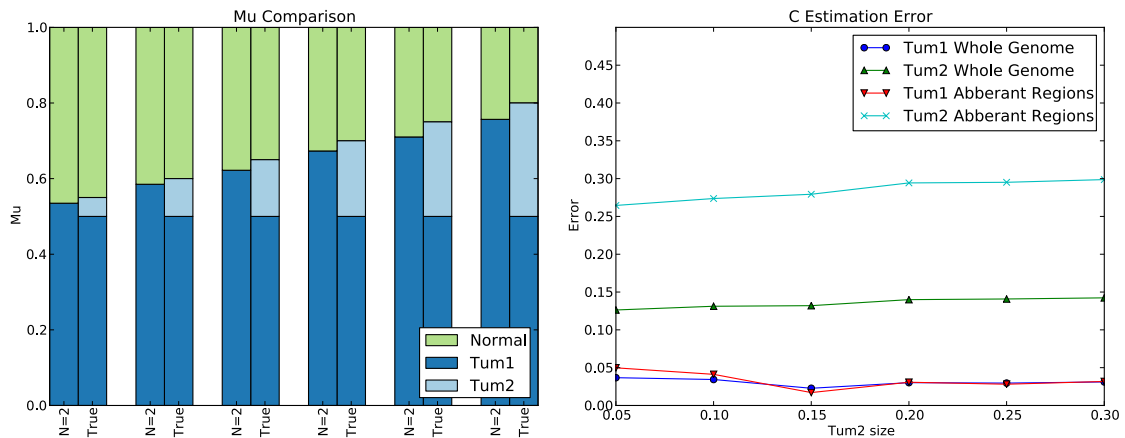 Mu Comparison
Mu
1.0
0.8
0.6
0.4
0.2
0.0
N=2
True
N=2
True
N=2
True
N=2
True
N=2
True
N=2
True
Normal
Tum1
Tum2
C Estimation Error
Error
0.45
0.40
0.35
0.30
0.25
0.20
0.15
0.10
0.05
0.00
0.05
0.10
0.15
0.20
0.25
0.30
Tum2 size
Tum1 Whole Genome
Tum2 Whole Genome
Tum1 Abberant Regions
Tum2 Abberant Regions